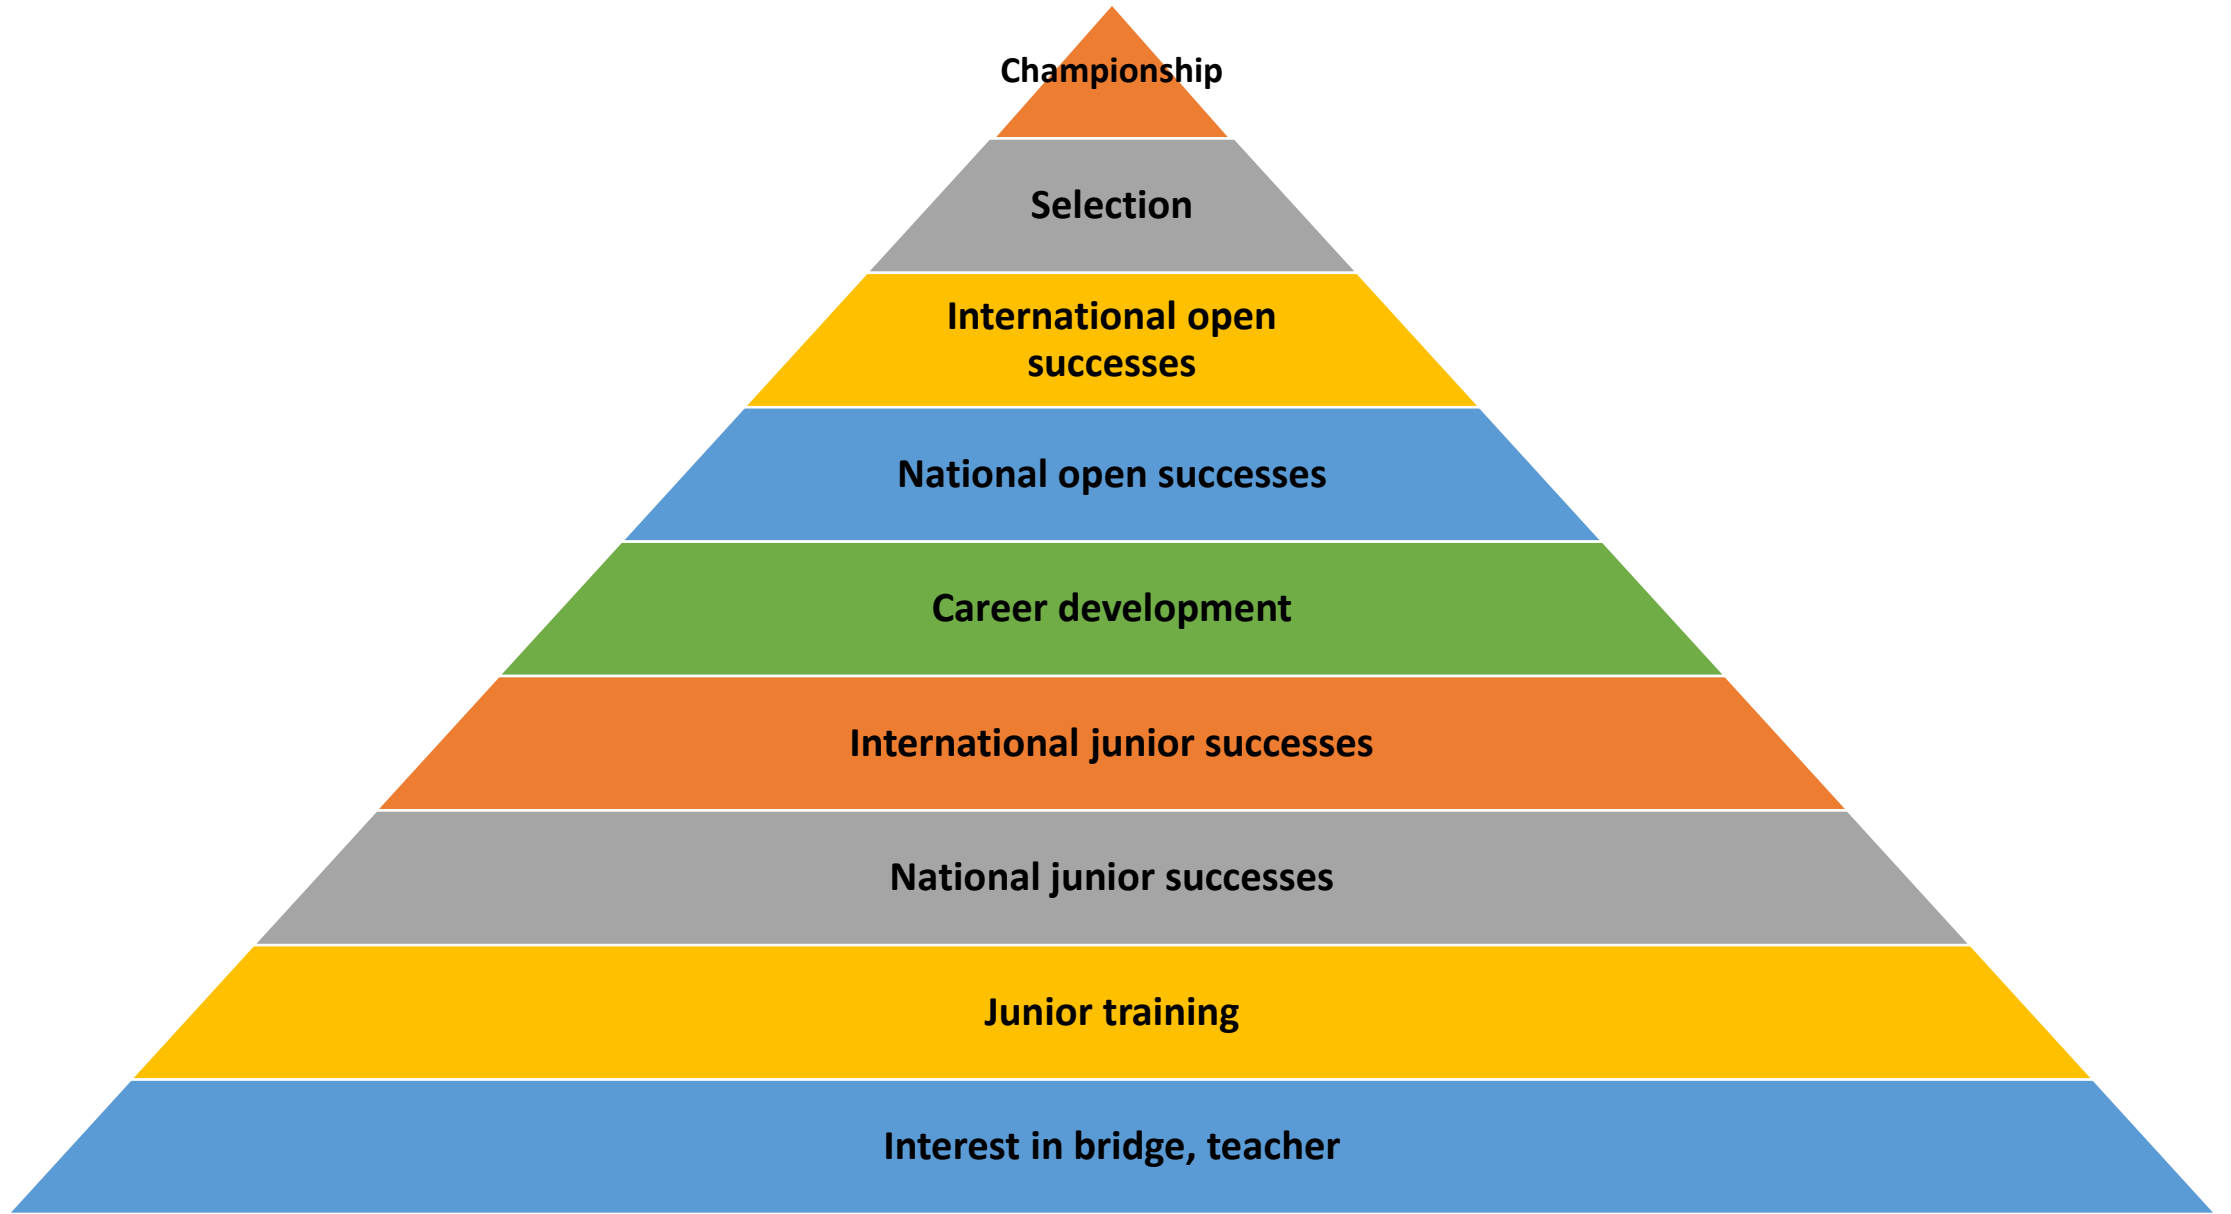 Championship
Selection
International open
successes
National open successes
Career development
International junior successes
National junior successes
Junior training
Interest in bridge, teacher